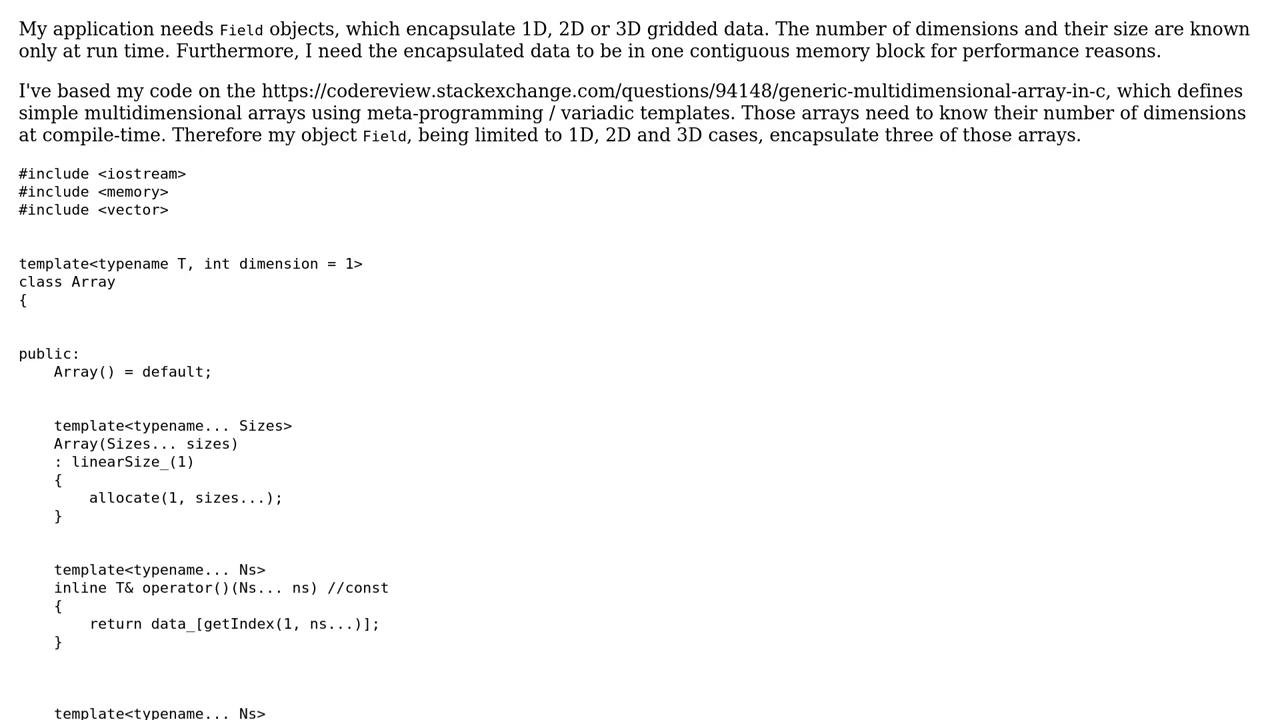 My application needs Field objects, which encapsulate 1D, 2D or 3D gridded data. The number of dimensions and their size are known
only at run time. Furthermore, I need the encapsulated data to be in one contiguous memory block for performance reasons.
I've based my code on the https://codereview.stackexchange.com/questions/94148/generic-multidimensional-array-in-c, which defines
simple multidimensional arrays using meta-programming / variadic templates. Those arrays need to know their number of dimensions
at compile-time. Therefore my object Field, being limited to 1D, 2D and 3D cases, encapsulate three of those arrays.
#include <iostream>
#include <memory>
#include <vector>
template<typename T, int dimension = 1>
class Array
{
public:
    Array() = default;
    template<typename... Sizes>
    Array(Sizes... sizes)
    : linearSize_(1)
    {
        allocate(1, sizes...);
    }
    template<typename... Ns>
    inline T& operator()(Ns... ns) //const
    {
        return data_[getIndex(1, ns...)];
    }
    template<typename... Ns>